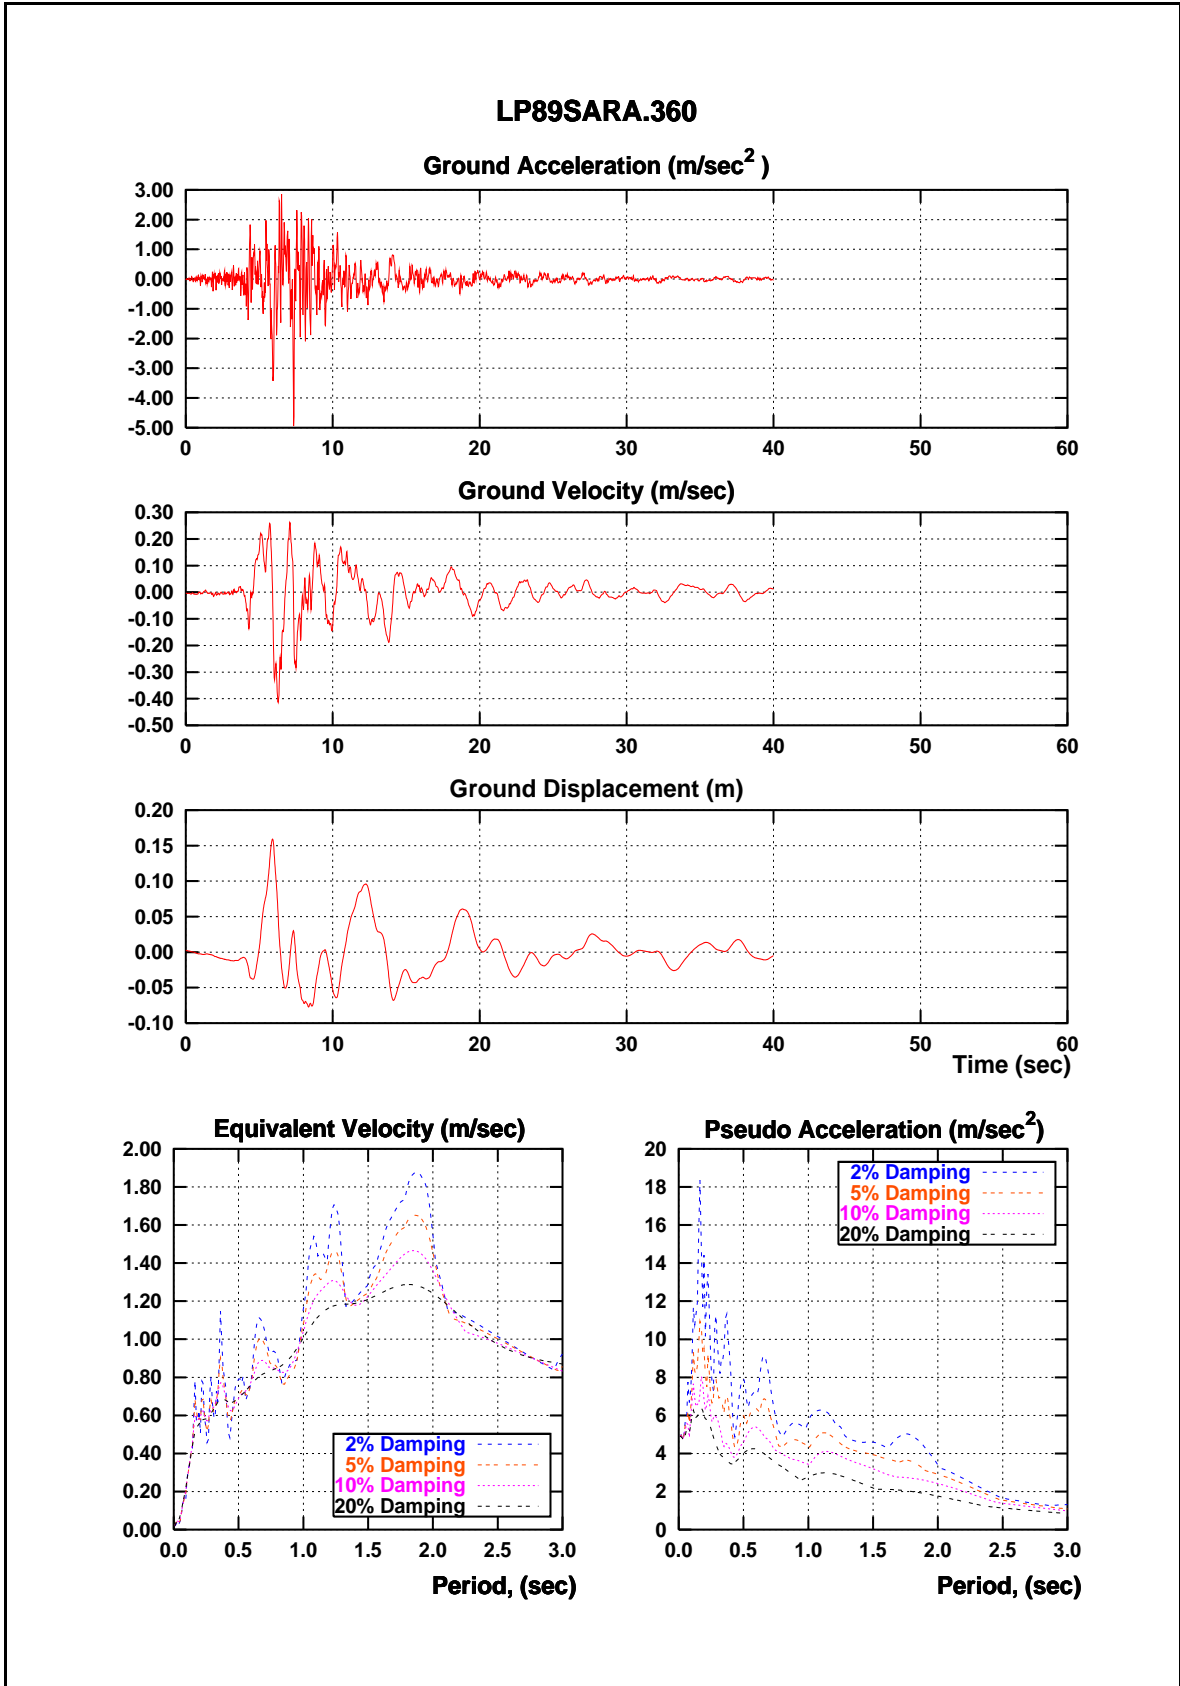 LP89SARA.360
Ground Acceleration (m/sec2 )
3.00
2.00
1.00
0.00
-1.00
-2.00
-3.00
-4.00
-5.00
0 10 20 30 40 50 60
Ground Velocity (m/sec)
0.30
0.20
0.10
0.00
-0.10
-0.20
-0.30
-0.40
-0.50
0 10 20 30 40 50 60
Ground Displacement (m)
0.20
0.15
0.10
0.05
0.00
-0.05
-0.10
0 10 20 30 40 50 60
Time (sec)
Equivalent Velocity (m/sec)
2.00
1.80
1.60
1.40
1.20
1.00
0.80
0.60
0.40
0.20
0.00
2% Damping
5% Damping
10% Damping
20% Damping
0.0 0.5 1.0 1.5 2.0 2.5 3.0
Period, (sec)
Pseudo Acceleration (m/sec2)
20
18
16
14
12
10
8
6
4
2
0
2% Damping
5% Damping
10% Damping
20% Damping
0.0 0.5 1.0 1.5 2.0 2.5 3.0
Period, (sec)